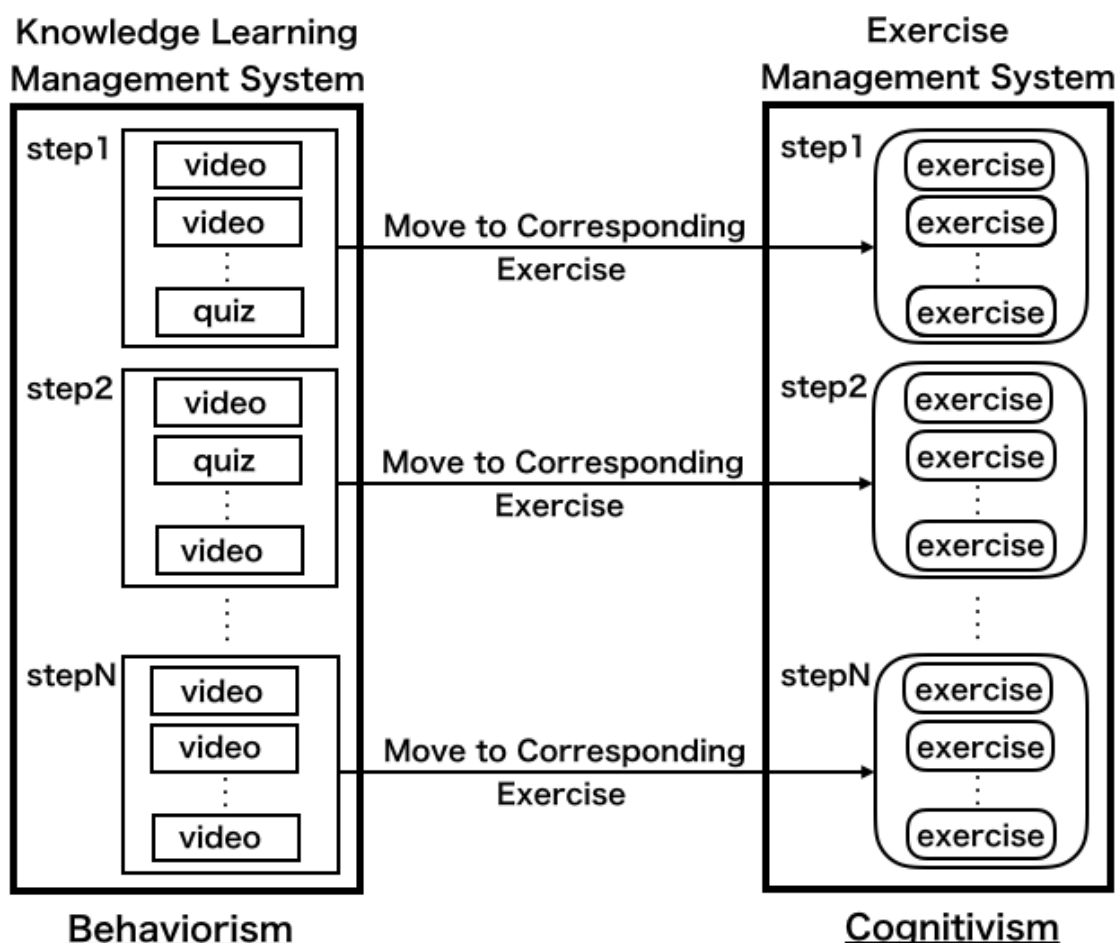 Knowledge Learning
Management System
step1
video
video
quiz
step2
video
quiz
video
stepN
video
video
video
Behaviorism
Move to Corresponding
Exercise
Move to Corresponding
Exercise
Move to Corresponding
Exercise
Exercise
Management System
step1
exercise
exercise
exercise
step2
exercise
exercise
exercise
stepN
exercise
exercise
exercise
Cognitivism